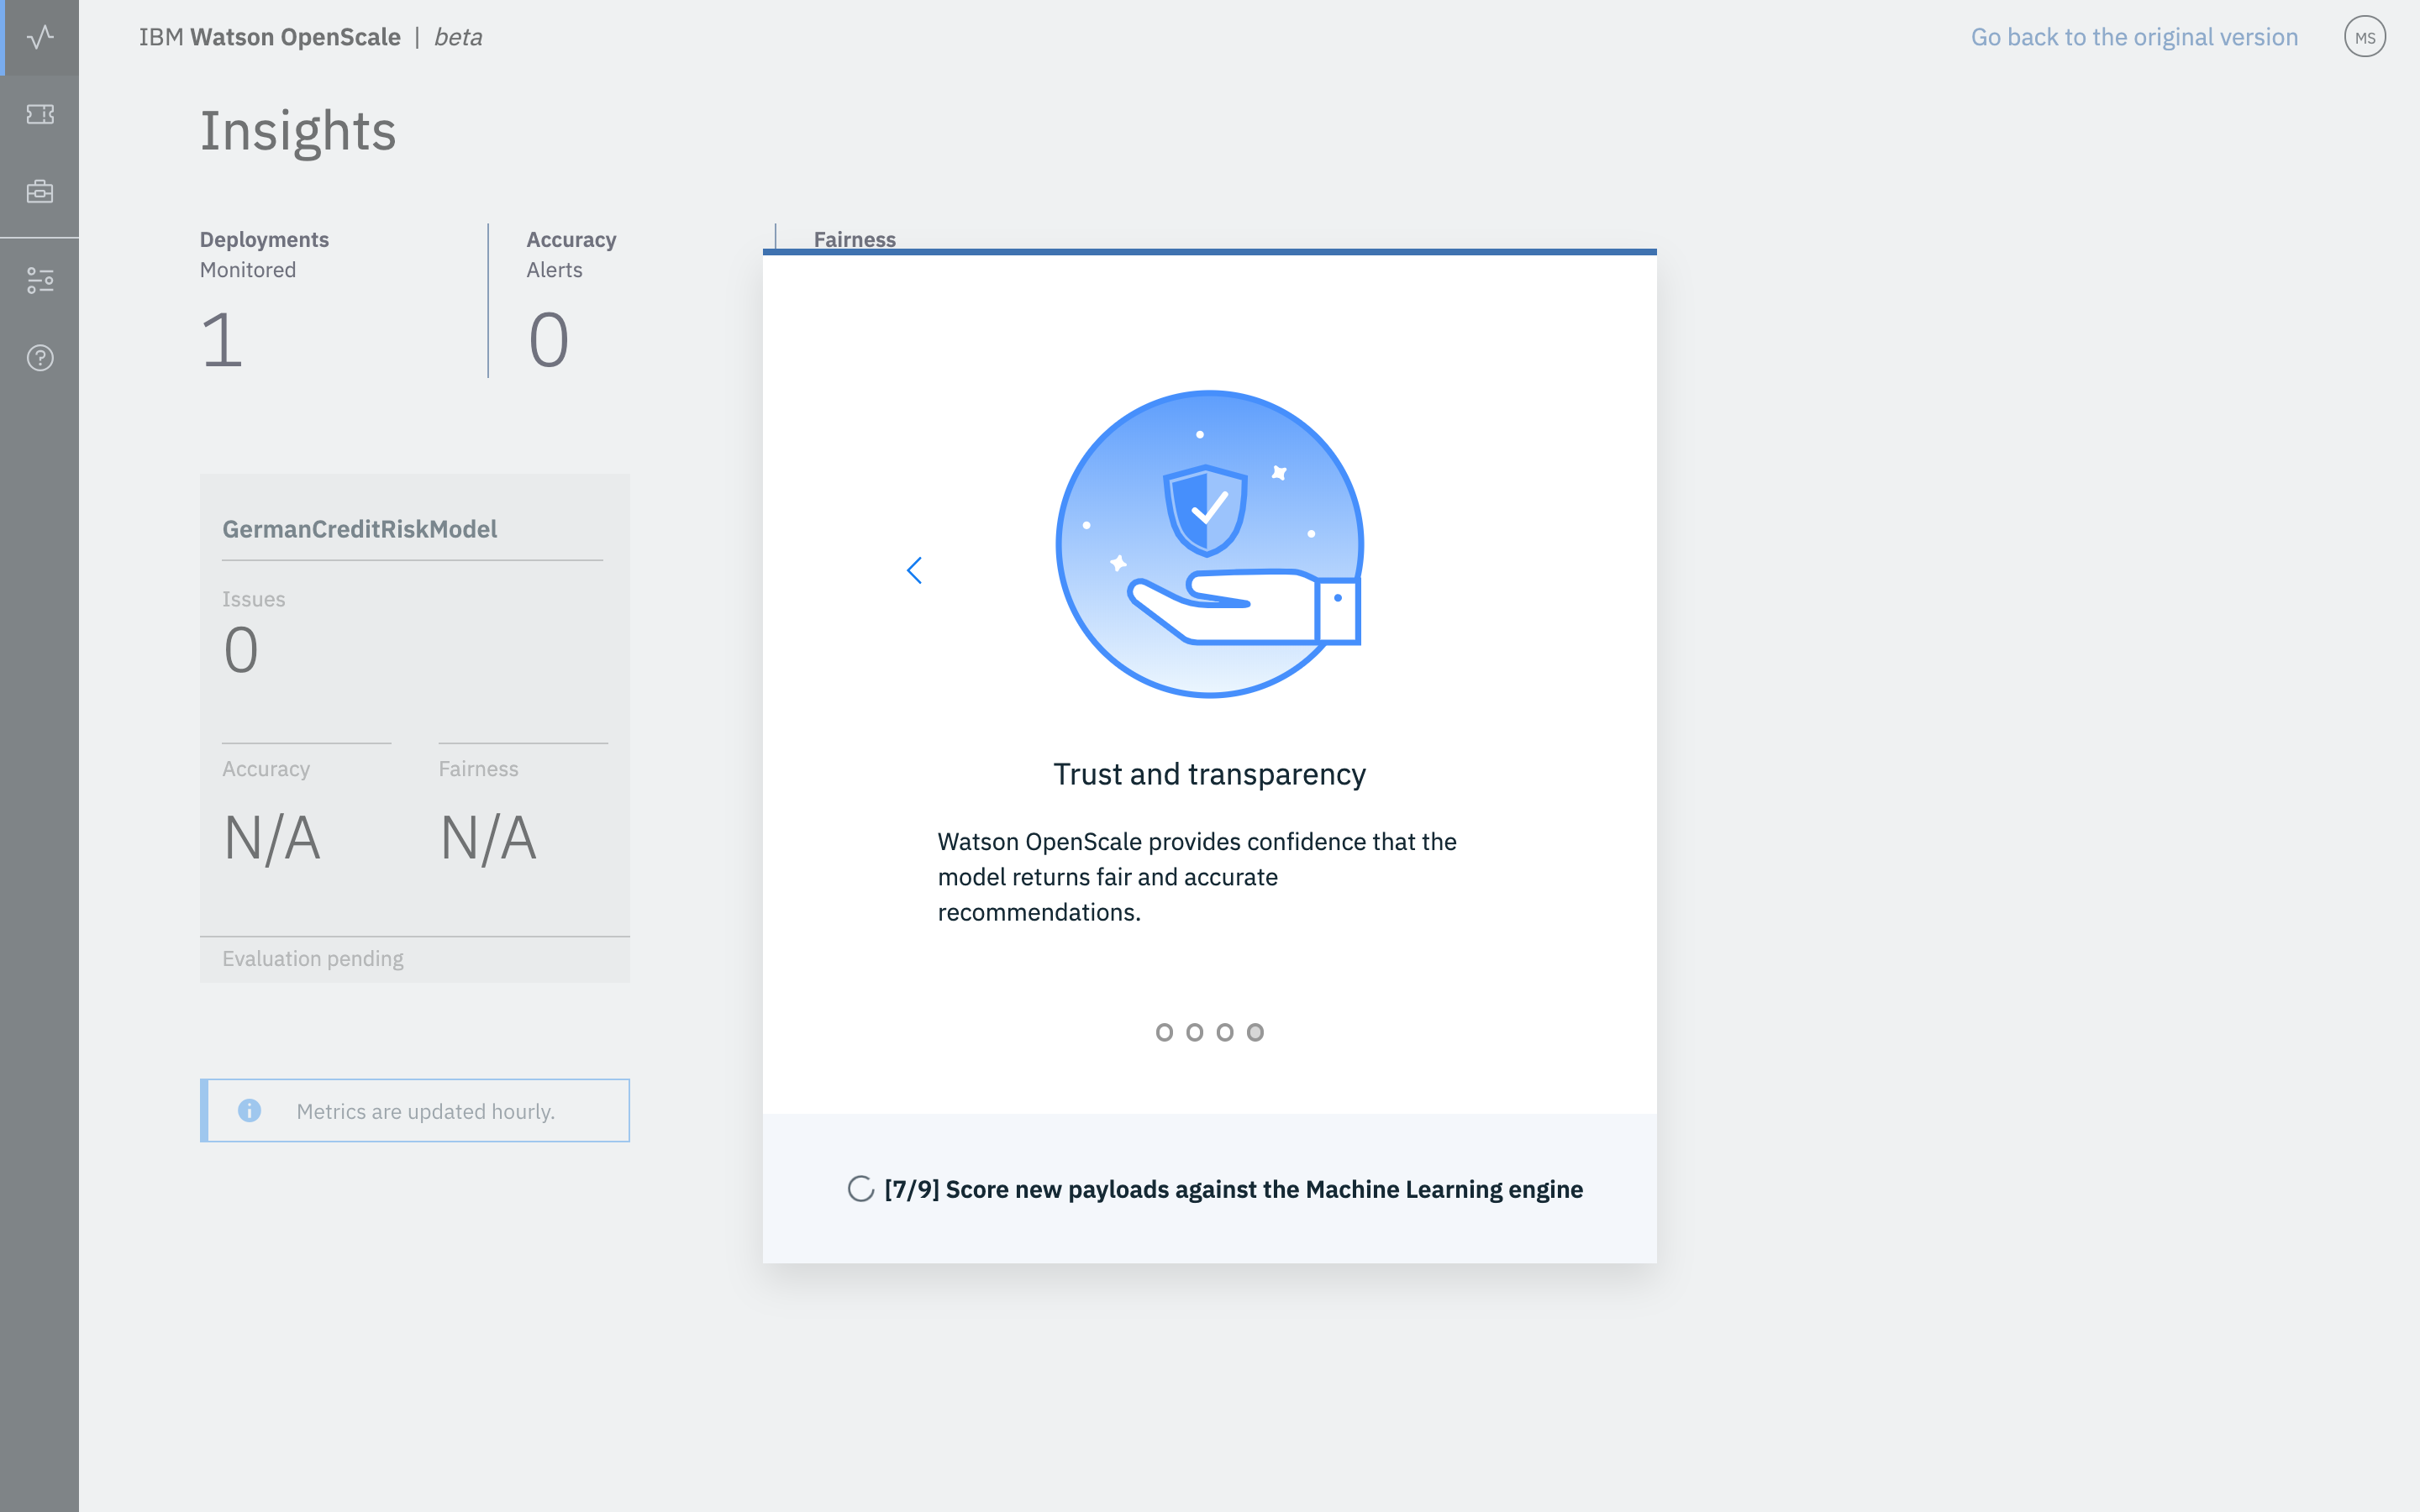 IBM Watson OpenScale | beta
Go back to the original version
MS
Insights
Deployments
Monitored
1
Accuracy
Alerts
0
Fairness
GermanCreditRiskModel
Issues
0
Accuracy
N/A
Fairness
N/A
Evaluation pending
Metrics are updated hourly.
Trust and transparency
Watson OpenScale provides confidence that the
model returns fair and accurate
recommendations.
[7/9] Score new payloads against the Machine Learning engine